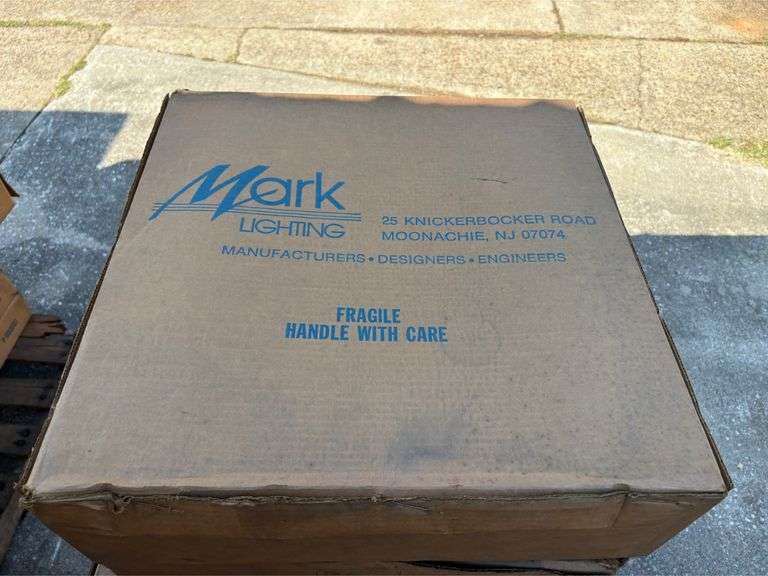 Mark
LIGHTING
25 KNICKERBOCKER ROAD
MOONACHIE, NJ 07074
MANUFACTURERS • DESIGNERS • ENGINEERS
FRAGILE
HANDLE WITH CARE